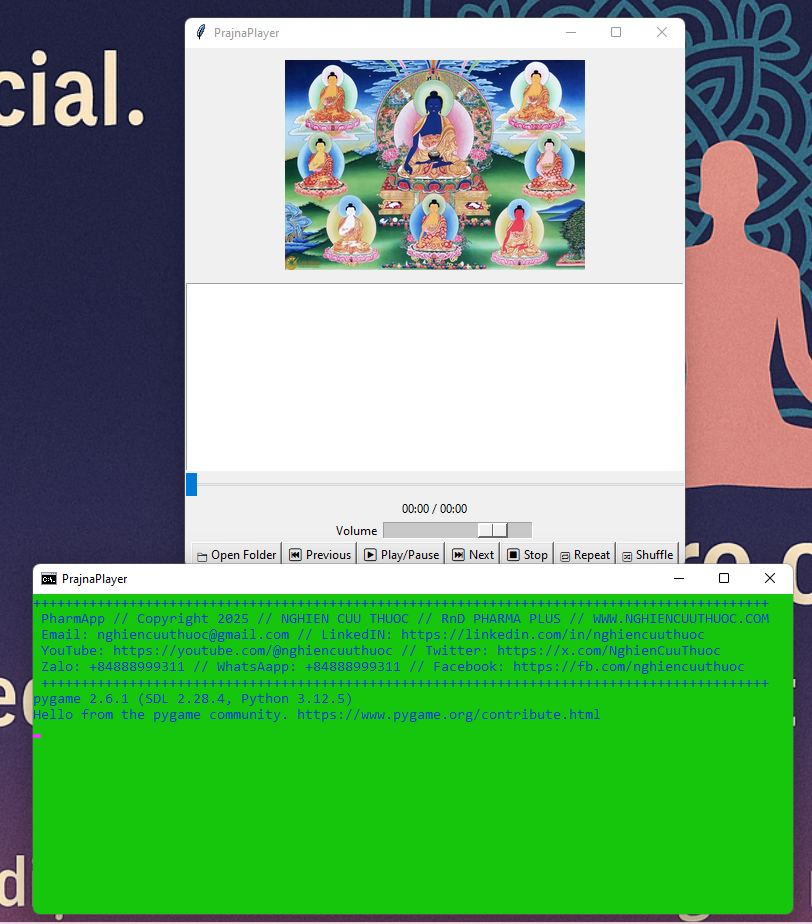 cial.
PrajnaPlayer
00:00 / 00:00
Volume
Open Folder Previous Play/Pause Next Stop Repeat Shuffle
PrajnaPlayer
+++++++++++++++++++++++++++++++++++++++++++++++++++++++++++++++++++++++++++++++++++++++++++
PharmApp // Copyright 2025 // NGHIEN CUU THUOC // RnD PHARMA PLUS // WWW.NGHIENCUUTHUOC.COM
Email: nghiencuuthuoc@gmail.com // LinkedIN: https://linkedin.com/in/nghiencuuthuoc
YouTube: https://youtube.com/@nghiencuuthuoc // Twitter: https://x.com/NghienCuuThuoc
Zalo: +84888999311 // WhatsAapp: +84888999311 // Facebook: https://fb.com/nghiencuuthuoc
+++++++++++++++++++++++++++++++++++++++++++++++++++++++++++++++++++++++++++++++++++++++++++
pygame 2.6.1 (SDL 2.28.4, Python 3.12.5)
Hello from the pygame community. https://www.pygame.org/contribute.html